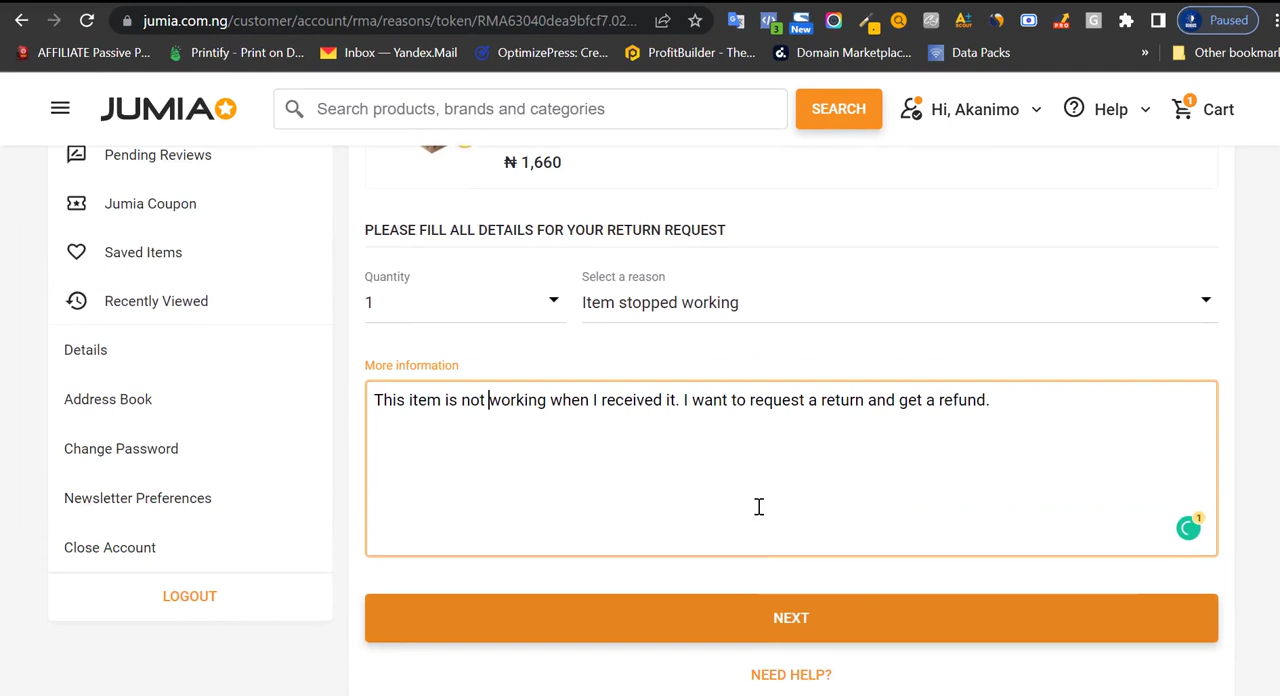 jumia.com.ng/customer/account/rma/reasons/token/RMA63040dea9bfcf7.02...
3
New
G
PRO
Paused
AFFILIATE Passive P...
Printify - Print on D...
Inbox — Yandex.Mail
OptimizePress: Cre...
ProfitBuilder - The...
Domain Marketplac...
Data Packs
»
Other bookmar
JUMIA
Search products, brands and categories
SEARCH
Hi, Akanimo
Help
1
Cart
Pending Reviews
Jumia Coupon
Saved Items
Recently Viewed
Details
Address Book
Change Password
Newsletter Preferences
Close Account
LOGOUT
₦ 1,660
PLEASE FILL ALL DETAILS FOR YOUR RETURN REQUEST
Quantity
Select a reason
1
Item stopped working
More information
This item is not working when I received it. I want to request a return and get a refund.
1
NEXT
NEED HELP?